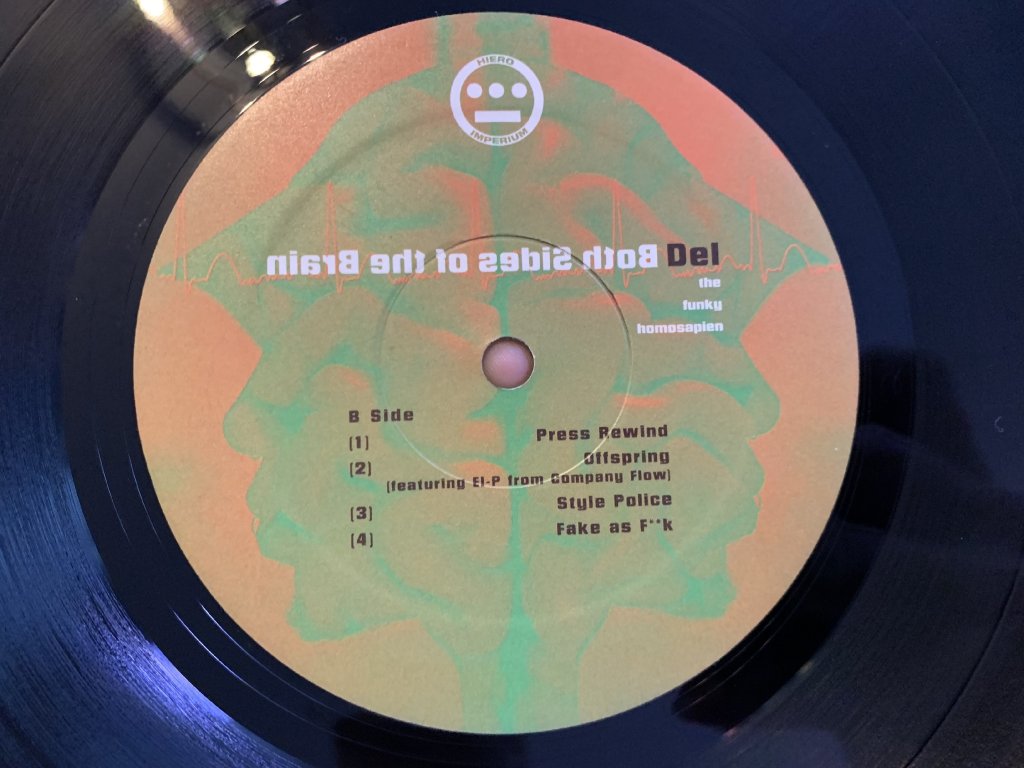 HIERO
IMPERIUM
Both Sides of the Brain Del
the
funky
homosapien
B Side
(1) Press Rewind
(2) Offspring
(featuring El-P from Company Flow)
(3) Style Police
(4) Fake as F**k